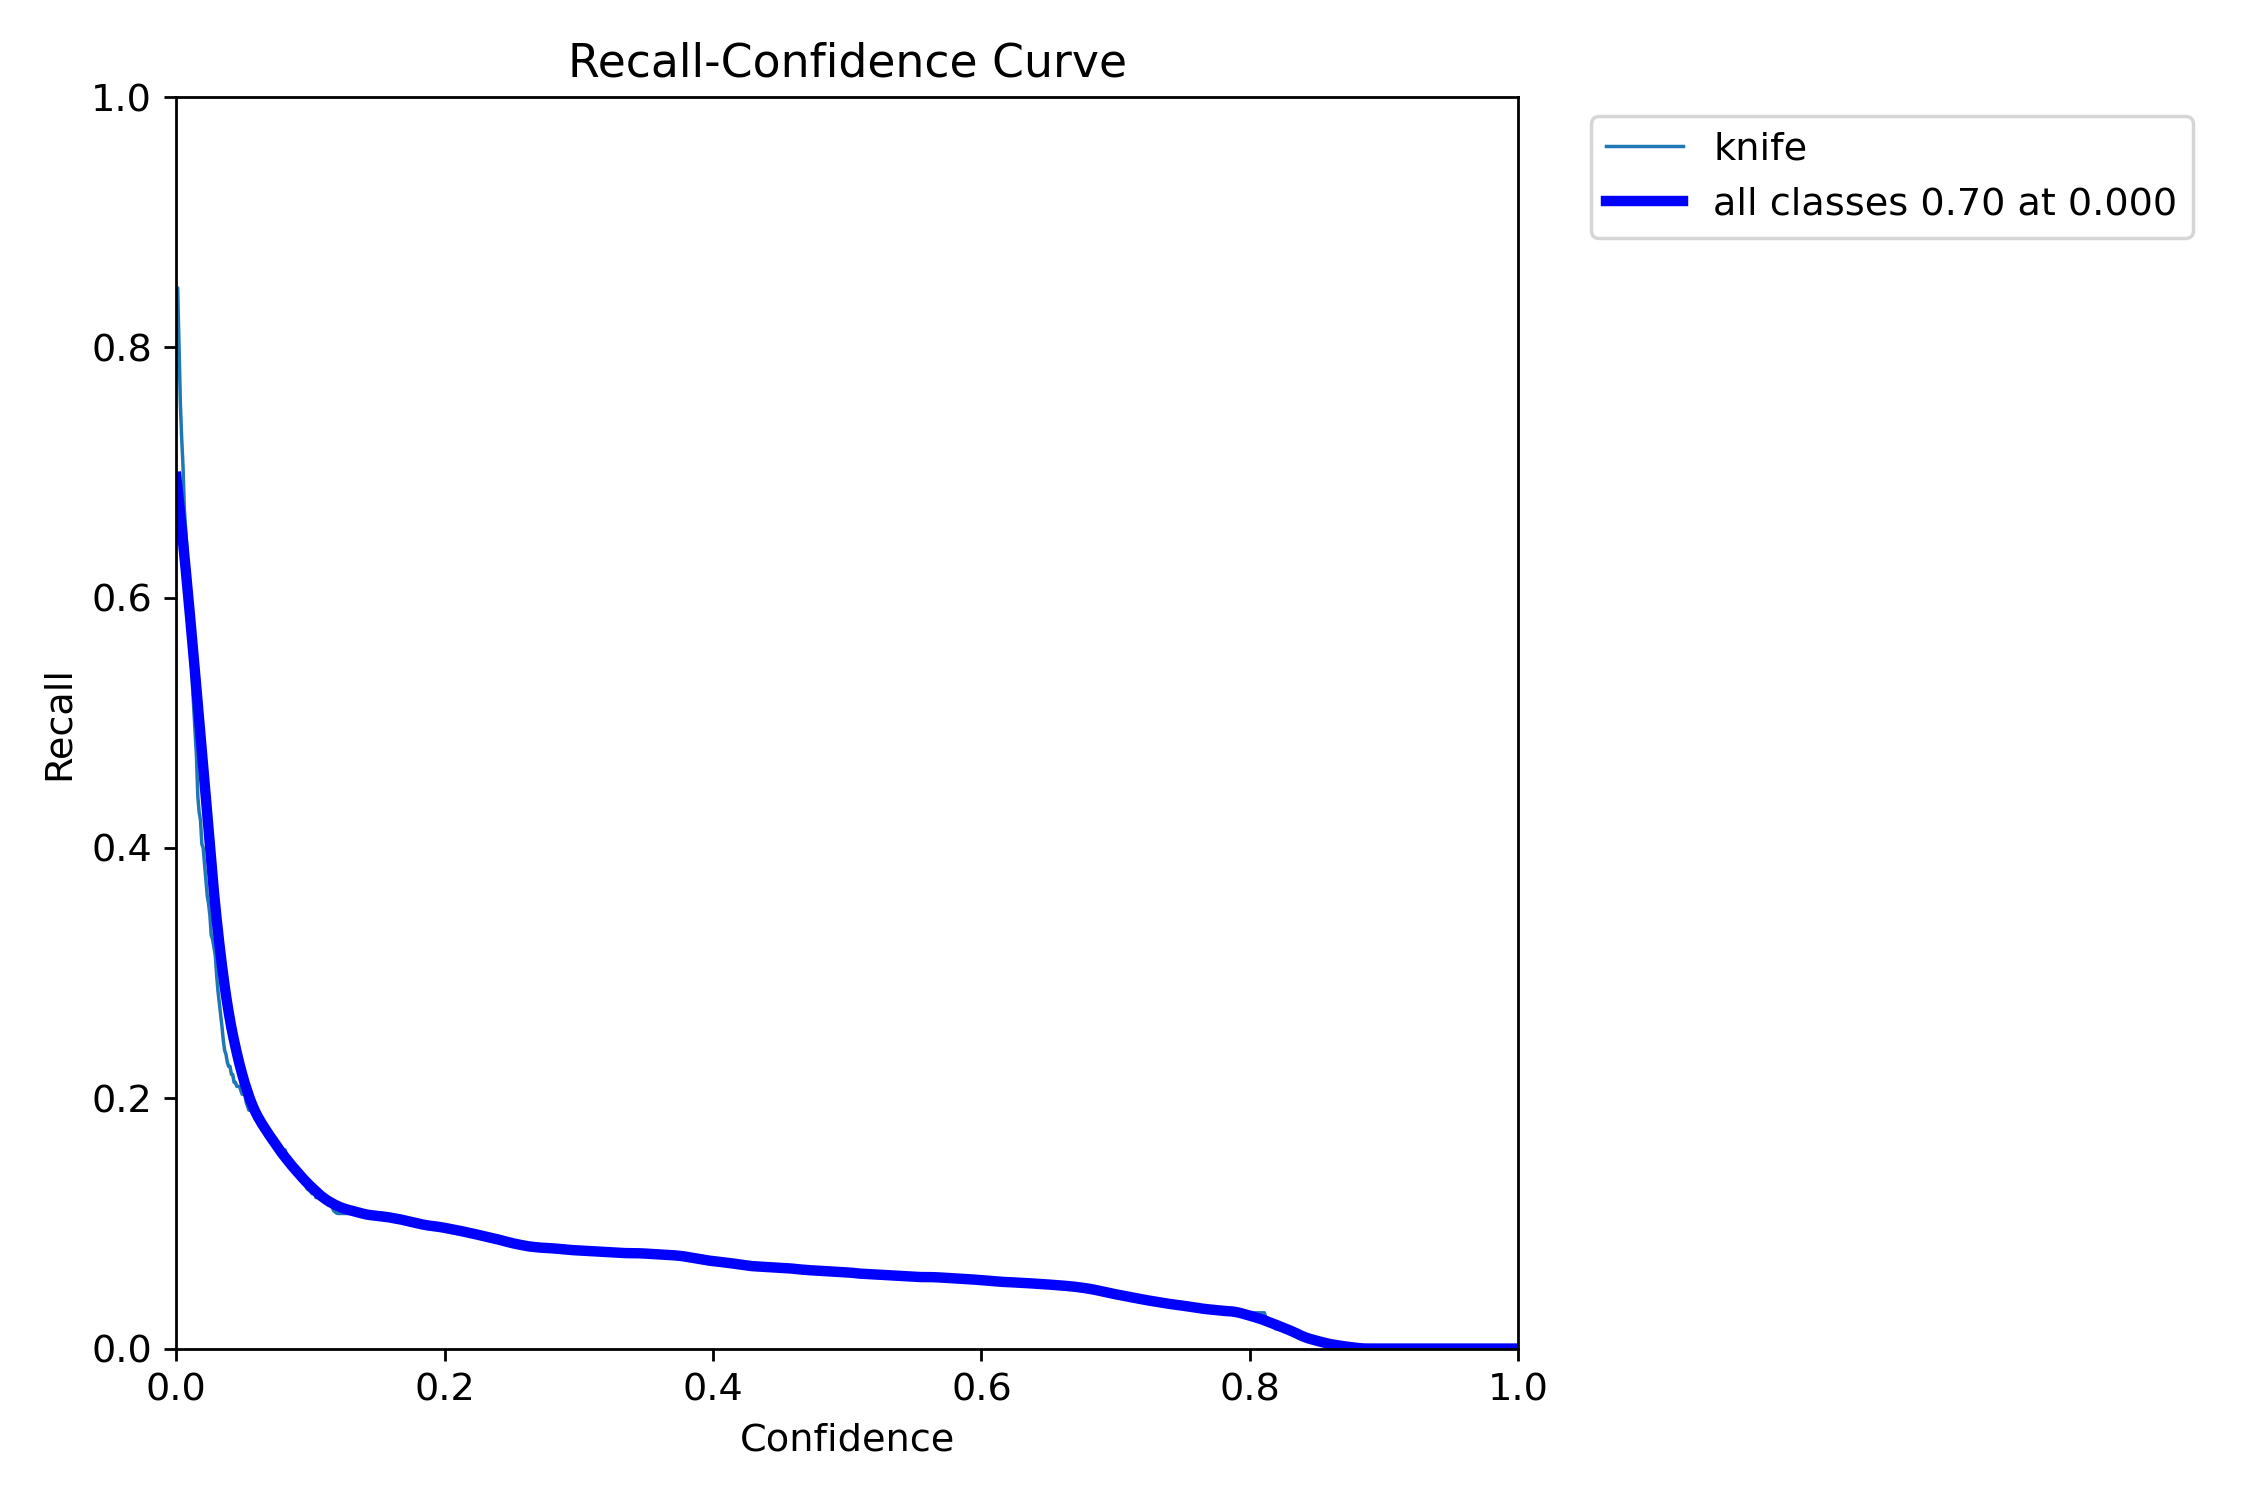 Recall-Confidence Curve
1.0
0.8
0.6
0.4
0.2
0.0
Recall
0.0 0.2 0.4 0.6 0.8 1.0
Confidence
knife
all classes 0.70 at 0.000